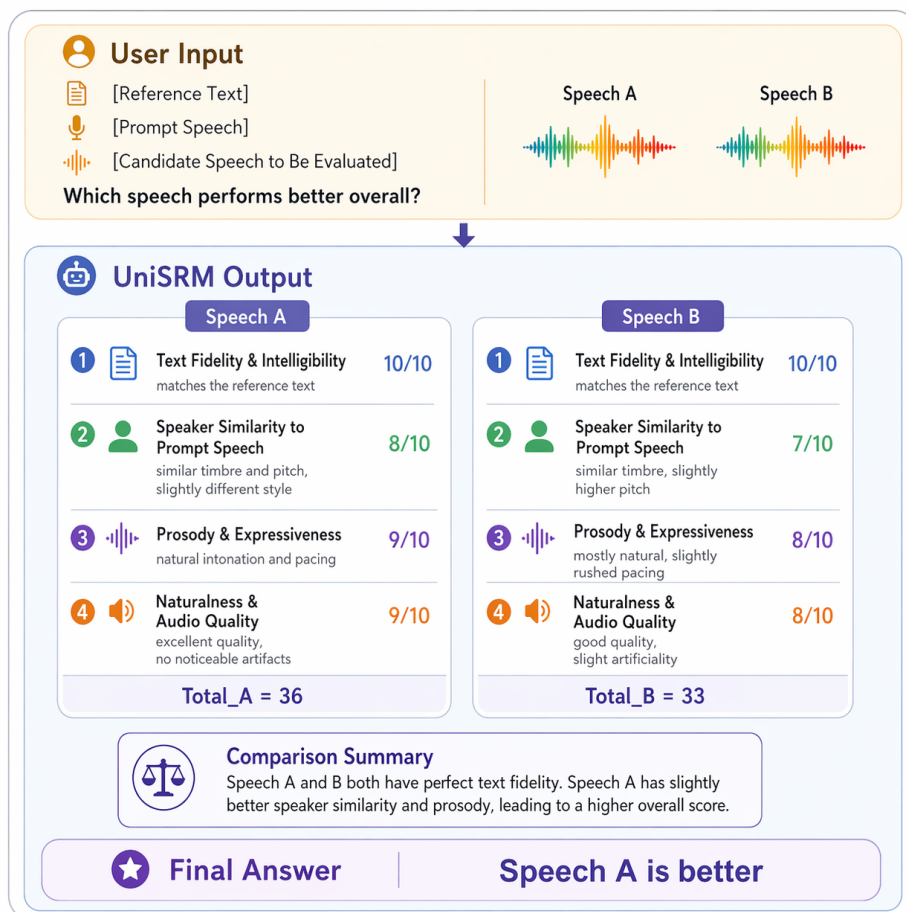 User Input
[Reference Text]
[Prompt Speech]
[Candidate Speech to Be Evaluated]
Which speech performs better overall?
Speech A
Speech B
UniSRM Output
Speech A
1
Text Fidelity & Intelligibility
10/10
matches the reference text
2
Speaker Similarity to
Prompt Speech
8/10
similar timbre and pitch,
slightly different style
3
Prosody & Expressiveness
9/10
natural intonation and pacing
4
Naturalness &
Audio Quality
9/10
excellent quality,
no noticeable artifacts
Total_A = 36
Speech B
1
Text Fidelity & Intelligibility
10/10
matches the reference text
2
Speaker Similarity to
Prompt Speech
7/10
similar timbre, slightly
higher pitch
3
Prosody & Expressiveness
8/10
mostly natural, slightly
rushed pacing
4
Naturalness &
Audio Quality
8/10
good quality,
slight artificiality
Total_B = 33
Comparison Summary
Speech A and B both have perfect text fidelity. Speech A has slightly
better speaker similarity and prosody, leading to a higher overall score.
Final Answer
Speech A is better